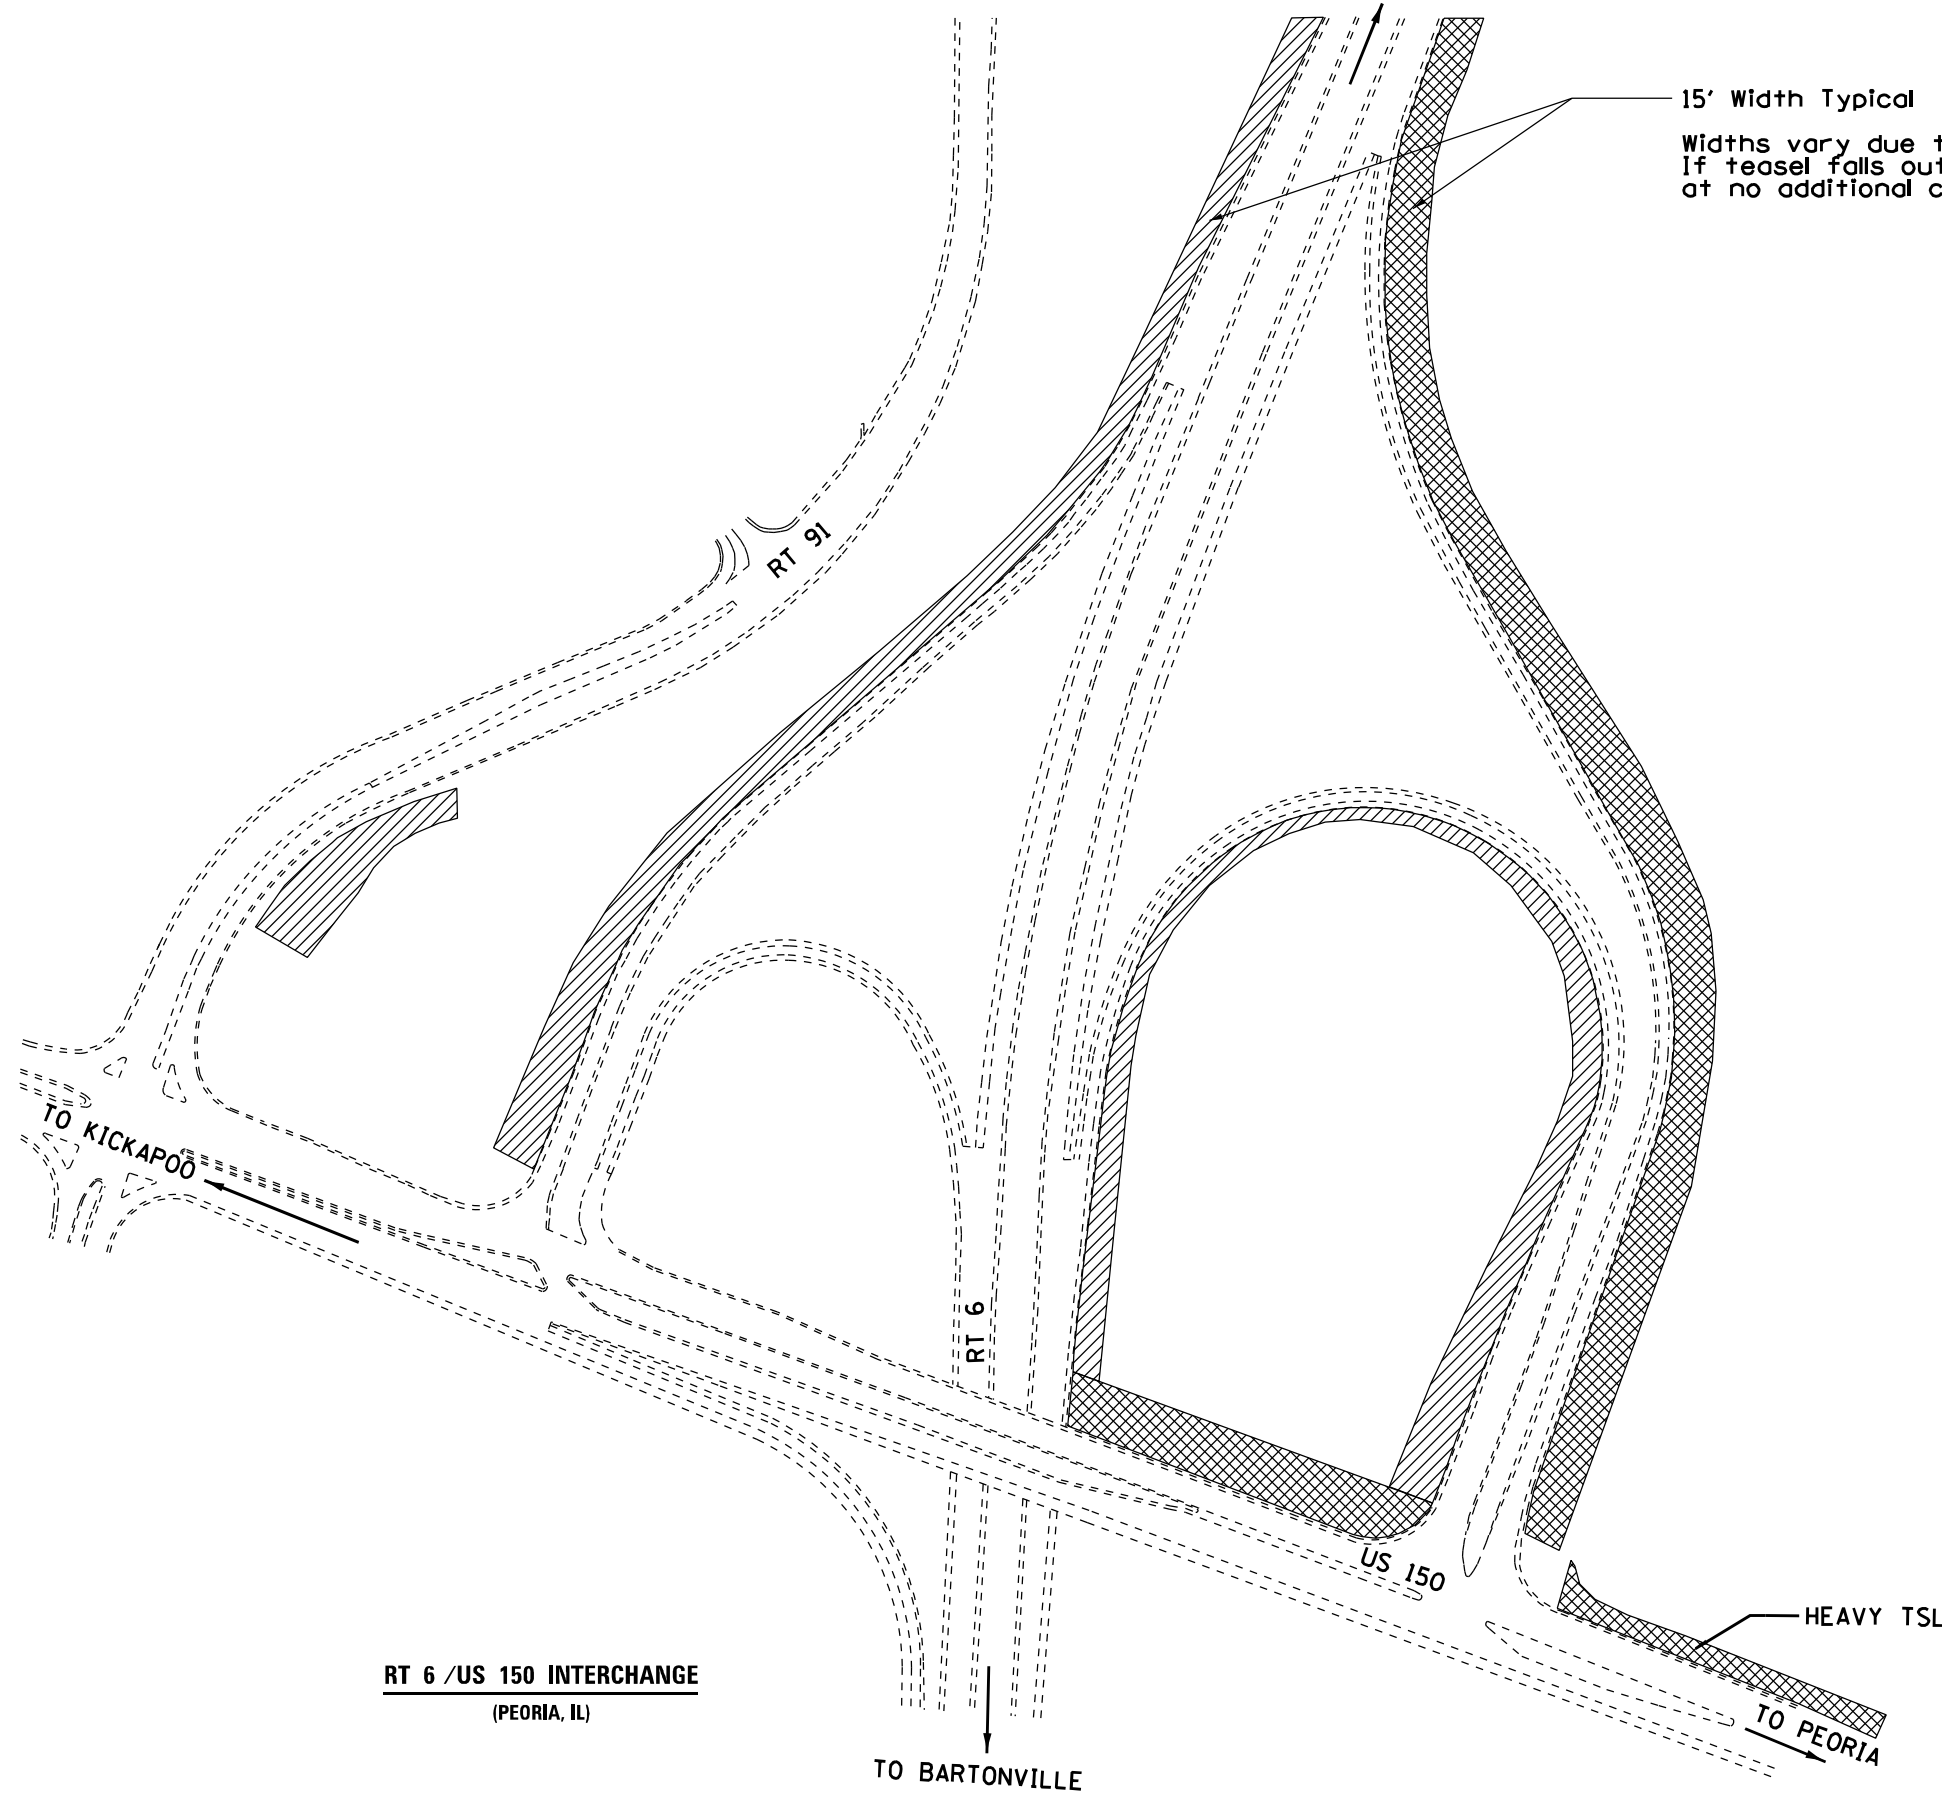 15' Width Typical
Widths vary due t
If teasel falls out
at no additional c
RT 91
TO KICKAPOO
RT 6
US 150
HEAVY TSL
RT 6 /US 150 INTERCHANGE
(PEORIA, IL)
TO PEORIA
TO BARTONVILLE